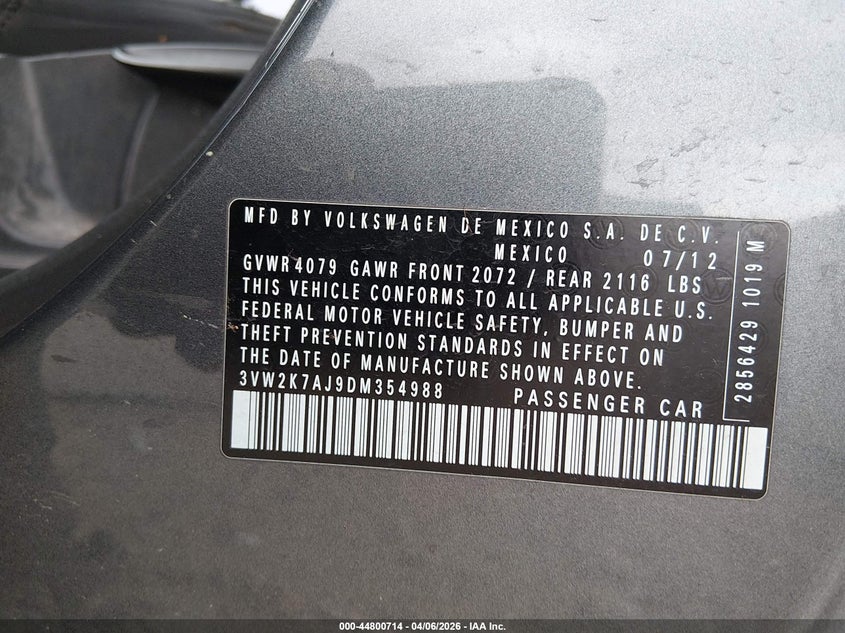 MFD BY VOLKSWAGEN DE MEXICO S.A. DE C.V.
MEXICO 07/12
GVWR 4079 GAWR FRONT 2072 / REAR 2116 LBS
THIS VEHICLE CONFORMS TO ALL APPLICABLE U.S.
FEDERAL MOTOR VEHICLE SAFETY, BUMPER AND
THEFT PREVENTION STANDARDS IN EFFECT ON
THE DATE OF MANUFACTURE SHOWN ABOVE.
3VW2K7AJ9DM354988 PASSENGER CAR
2856429 1019 M
000-44800714 - 04/06/2026 - IAA Inc.